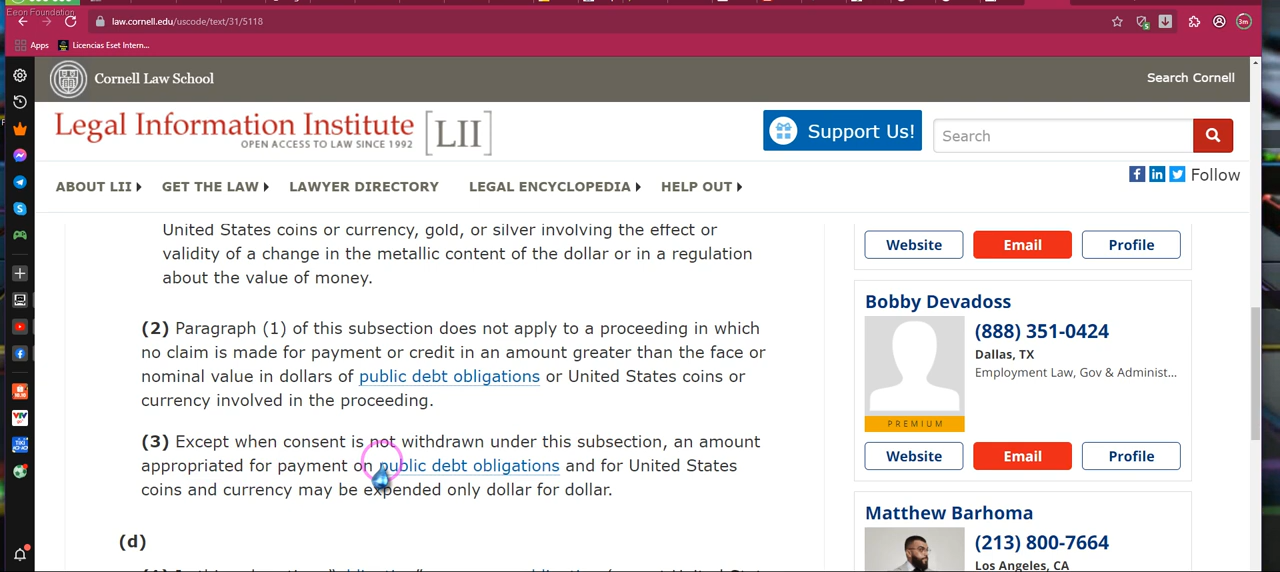 Eeon Foundation
law.cornell.edu/uscode/text/31/5118
Apps
Licencias Eset Intern...
Cornell Law School
Search Cornell
Legal Information Institute
OPEN ACCESS TO LAW SINCE 1992
LII
Support Us!
Search
ABOUT LII
GET THE LAW
LAWYER DIRECTORY
LEGAL ENCYCLOPEDIA
HELP OUT
Follow
United States coins or currency, gold, or silver involving the effect or
validity of a change in the metallic content of the dollar or in a regulation
about the value of money.
(2) Paragraph (1) of this subsection does not apply to a proceeding in which
no claim is made for payment or credit in an amount greater than the face or
nominal value in dollars of public debt obligations or United States coins or
currency involved in the proceeding.
(3) Except when consent is not withdrawn under this subsection, an amount
appropriated for payment on public debt obligations and for United States
coins and currency may be expended only dollar for dollar.
(d)
Website
Email
Profile
Bobby Devadoss
(888) 351-0424
Dallas, TX
Employment Law, Gov & Administ...
PREMIUM
Website
Email
Profile
Matthew Barhoma
(213) 800-7664
Los Angeles, CA